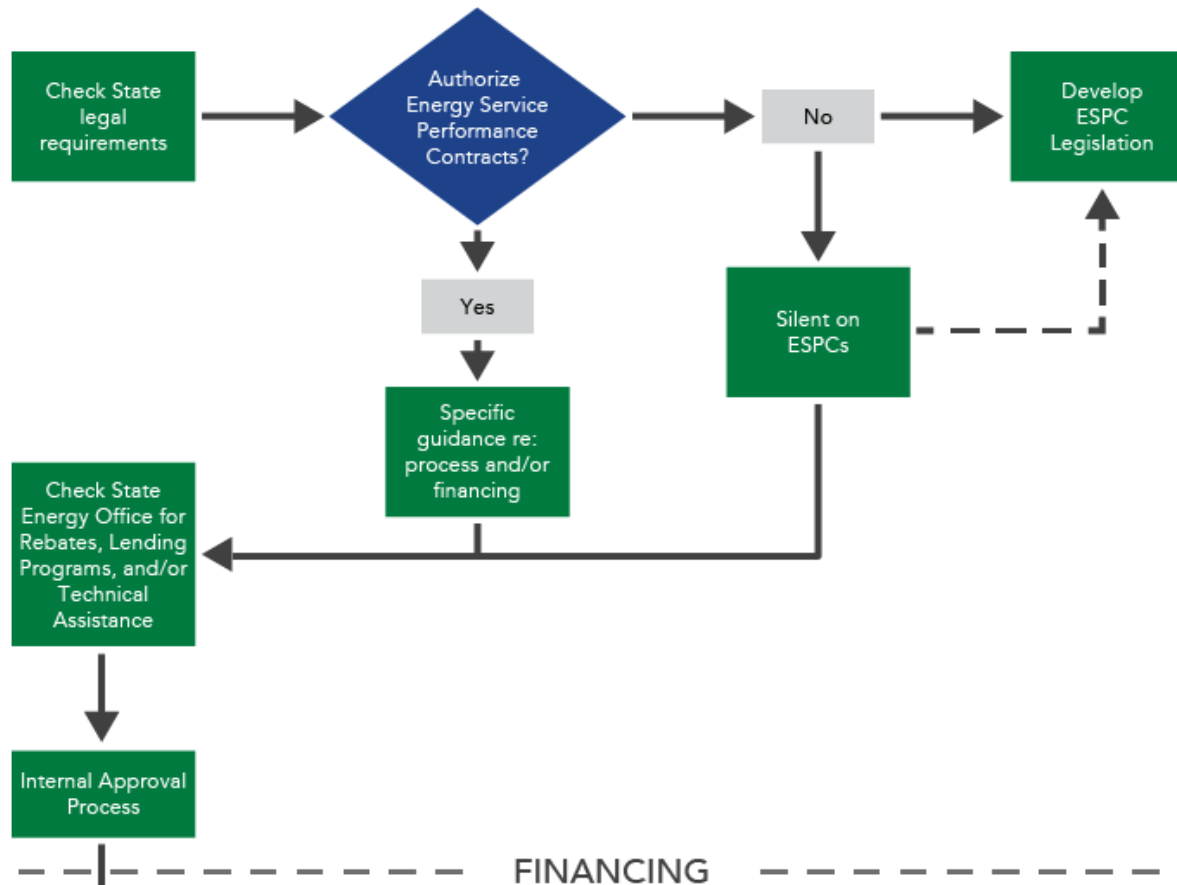 Check State
legal
requirements
Authorize
Energy Service
Performance
Contracts?
No
Develop
ESPC
Legislation
Yes
Silent on
ESPCs
Specific
guidance re:
process and/or
financing
Check State
Energy Office for
Rebates, Lending
Programs, and/or
Technical
Assistance
Internal Approval
Process
FINANCING